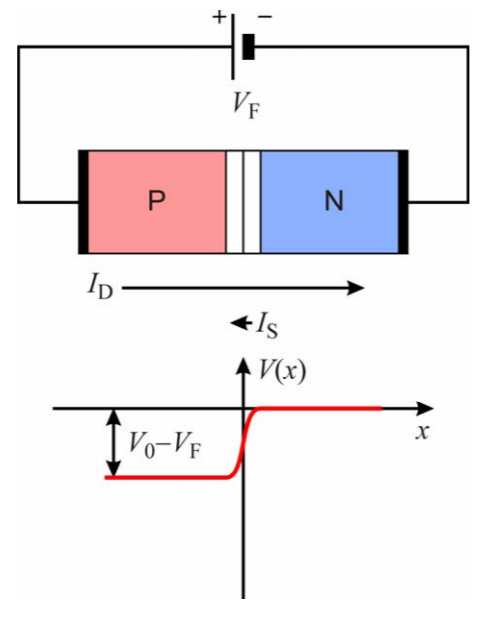 + −
V_F
P N
I_D
I_S
V(x)
x
V_0−V_F